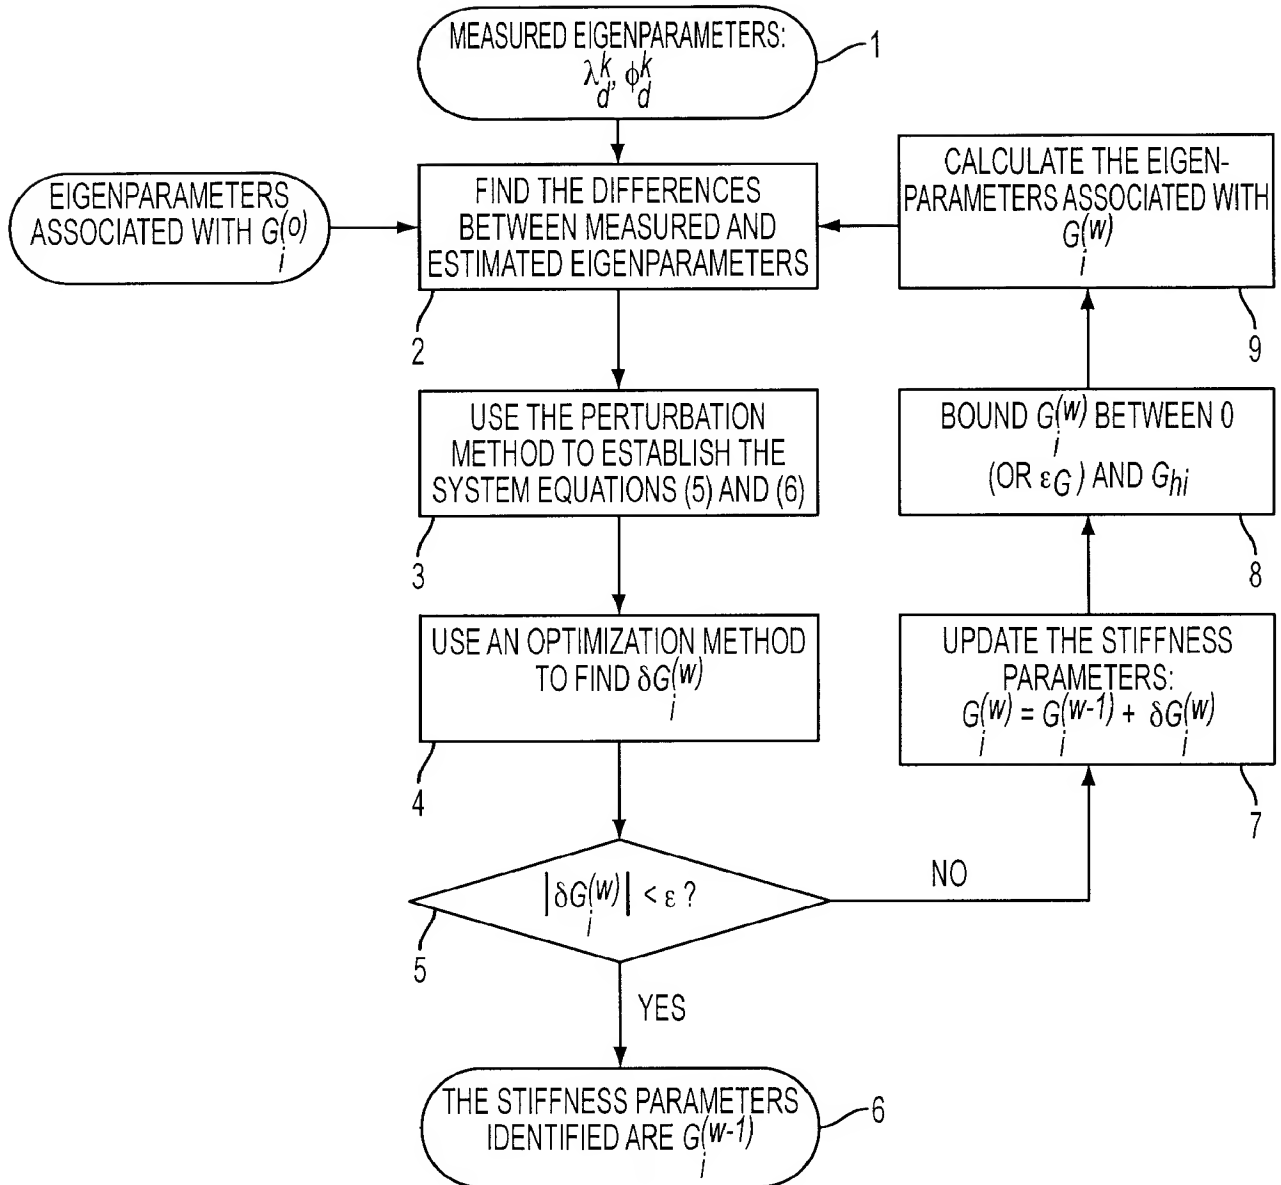 MEASURED EIGENPARAMETERS:
λ_d^k, ϕ_d^k
1
EIGENPARAMETERS
ASSOCIATED WITH G_i^(o)
FIND THE DIFFERENCES
BETWEEN MEASURED AND
ESTIMATED EIGENPARAMETERS
2
CALCULATE THE EIGEN-
PARAMETERS ASSOCIATED WITH
G_i^(w)
9
USE THE PERTURBATION
METHOD TO ESTABLISH THE
SYSTEM EQUATIONS (5) AND (6)
3
BOUND G_i^(w) BETWEEN 0
(OR εG) AND G_hi
8
USE AN OPTIMIZATION METHOD
TO FIND δG_i^(w)
4
UPDATE THE STIFFNESS
PARAMETERS:
G_i^(w) = G_i^(w-1) + δG_i^(w)
7
|δG_i^(w)| < ε ?
5
NO
YES
THE STIFFNESS PARAMETERS
IDENTIFIED ARE G_i^(w-1)
6